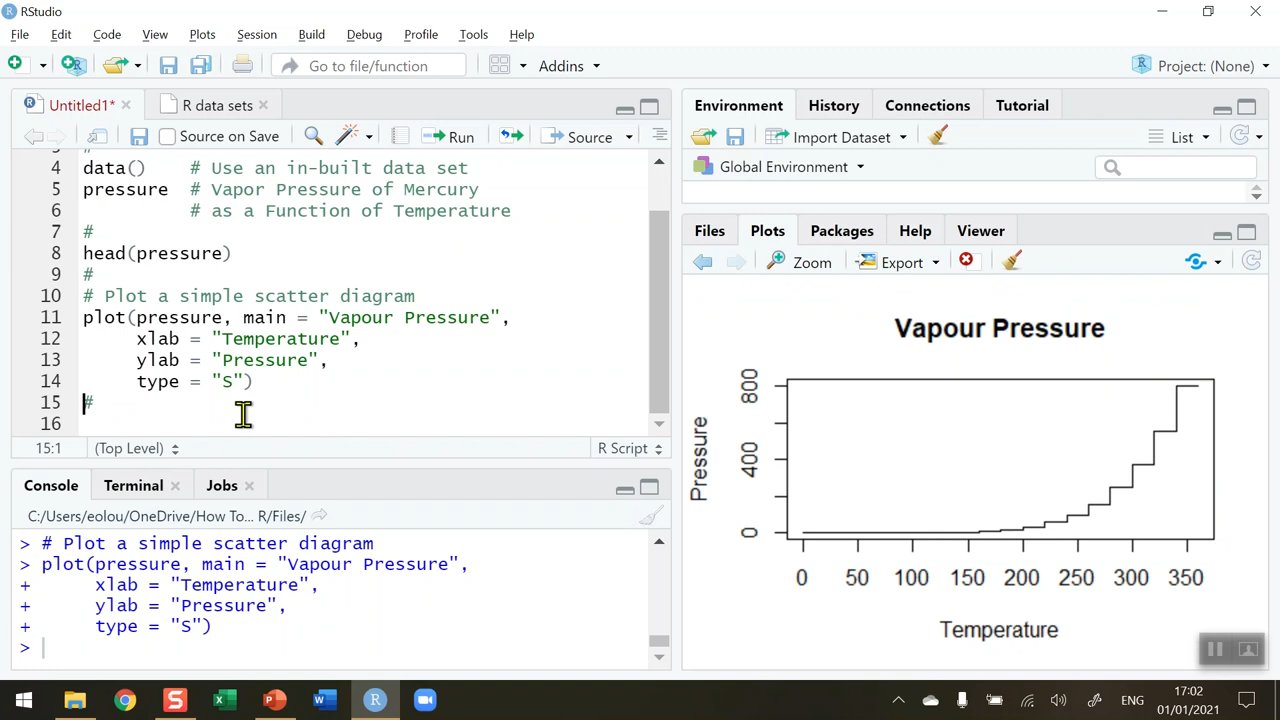 RStudio
File Edit Code View Plots Session Build Debug Profile Tools Help
Go to file/function Addins Project: (None)
Untitled1* R data sets
Source on Save Run Source
4 data() # Use an in-built data set
5 pressure # Vapor Pressure of Mercury
6 # as a Function of Temperature
7 #
8 head(pressure)
9 #
10 # Plot a simple scatter diagram
11 plot(pressure, main = "Vapour Pressure",
12 xlab = "Temperature",
13 ylab = "Pressure",
14 type = "S")
15 #
16
15:1 (Top Level) R Script
Console Terminal Jobs
C:/Users/eolou/OneDrive/How To... R/Files/
> # Plot a simple scatter diagram
> plot(pressure, main = "Vapour Pressure",
+ xlab = "Temperature",
+ ylab = "Pressure",
+ type = "S")
>
Environment History Connections Tutorial
Import Dataset List
Global Environment
Files Plots Packages Help Viewer
Zoom Export
Vapour Pressure
Pressure
800
400
0
0 50 100 150 200 250 300 350
Temperature
ENG
17:02
01/01/2021